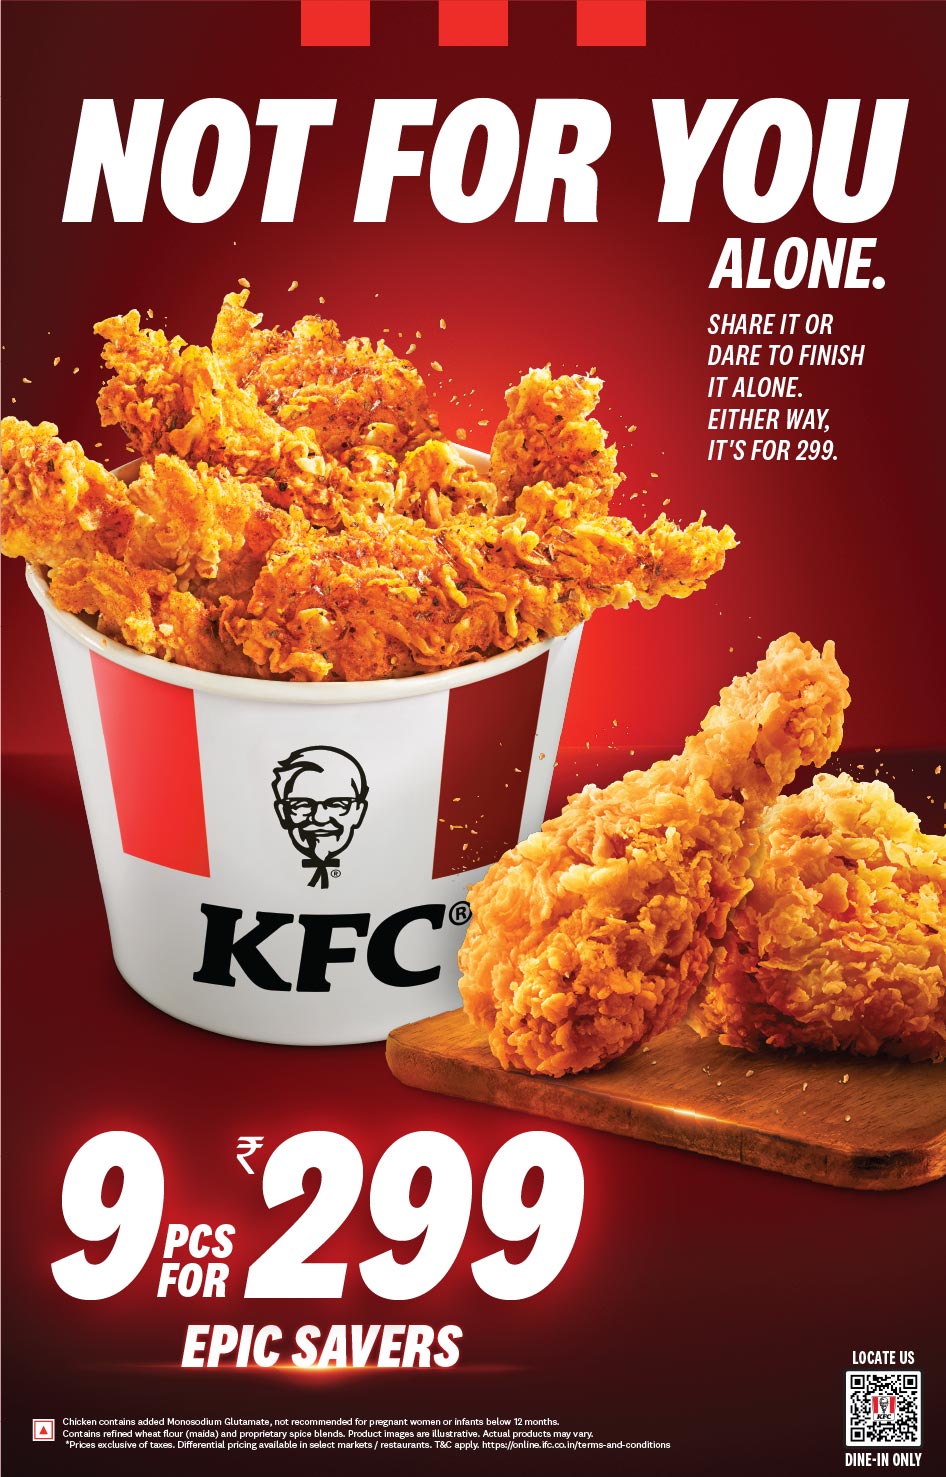 NOT FOR YOU
ALONE.
SHARE IT OR
DARE TO FINISH
IT ALONE.
EITHER WAY,
IT'S FOR 299.
®
KFC®
9 PCS FOR ₹299
EPIC SAVERS
LOCATE US
KFC
DINE-IN ONLY
Chicken contains added Monosodium Glutamate, not recommended for pregnant women or infants below 12 months.
Contains refined wheat flour (maida) and proprietary spice blends. Product images are illustrative. Actual products may vary.
*Prices exclusive of taxes. Differential pricing available in select markets / restaurants. T&C apply. https://online.ifc.co.in/terms-and-conditions